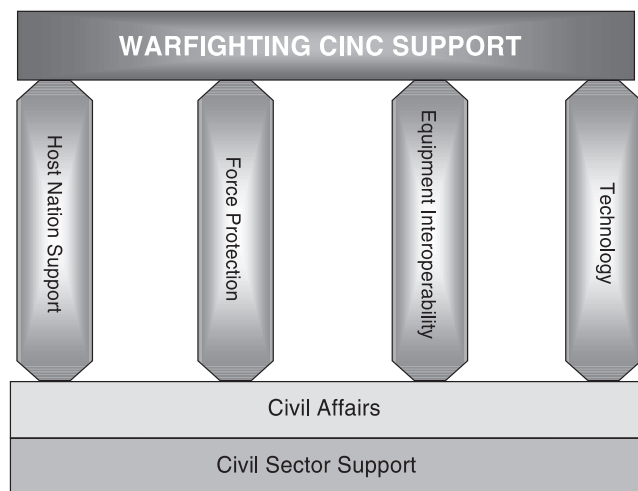 WARFIGHTING CINC SUPPORT
Host Nation Support
Force Protection
Equipment Interoperability
Technology
Civil Affairs
Civil Sector Support